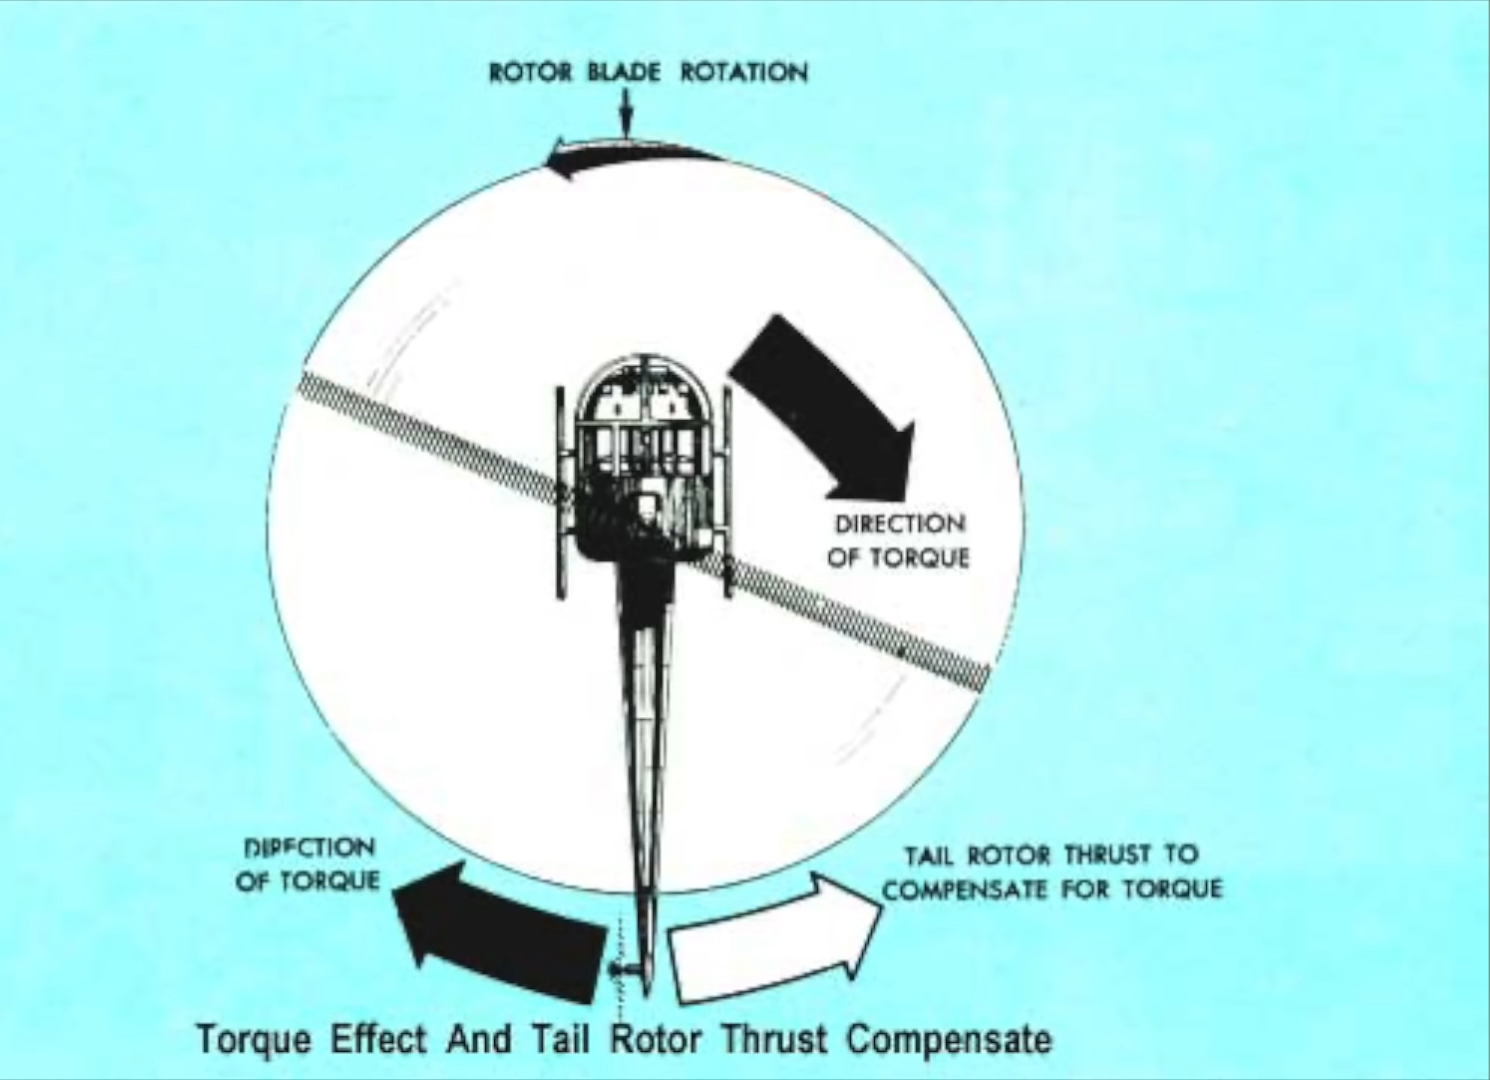 ROTOR BLADE ROTATION
DIRECTION
OF TORQUE
DIRECTION
OF TORQUE
TAIL ROTOR THRUST TO
COMPENSATE FOR TORQUE
Torque Effect And Tail Rotor Thrust Compensate